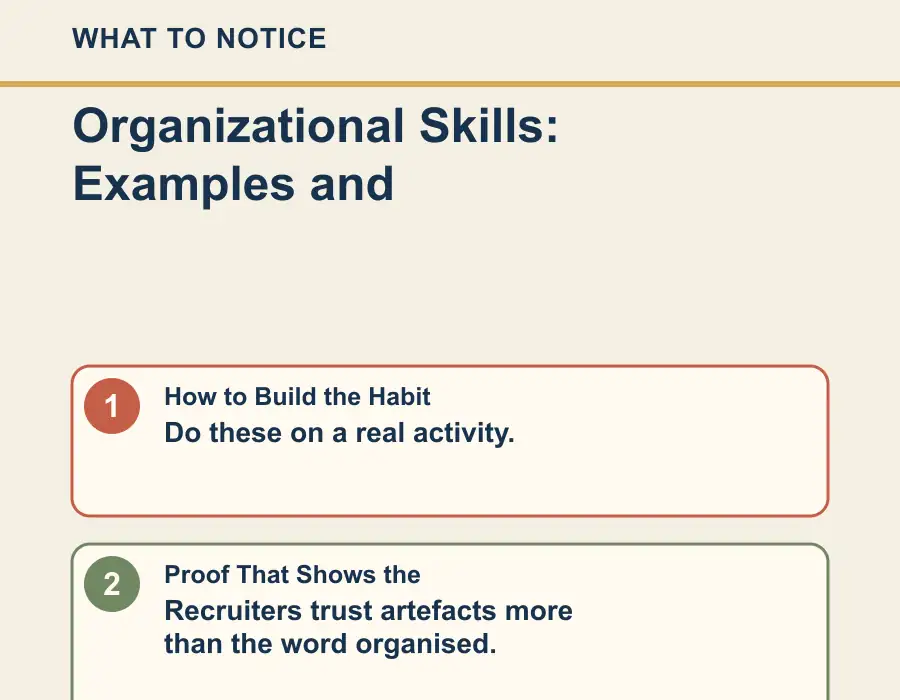 WHAT TO NOTICE
Organizational Skills:
Examples and
1
How to Build the Habit
Do these on a real activity.
2
Proof That Shows the
Recruiters trust artefacts more
than the word organised.